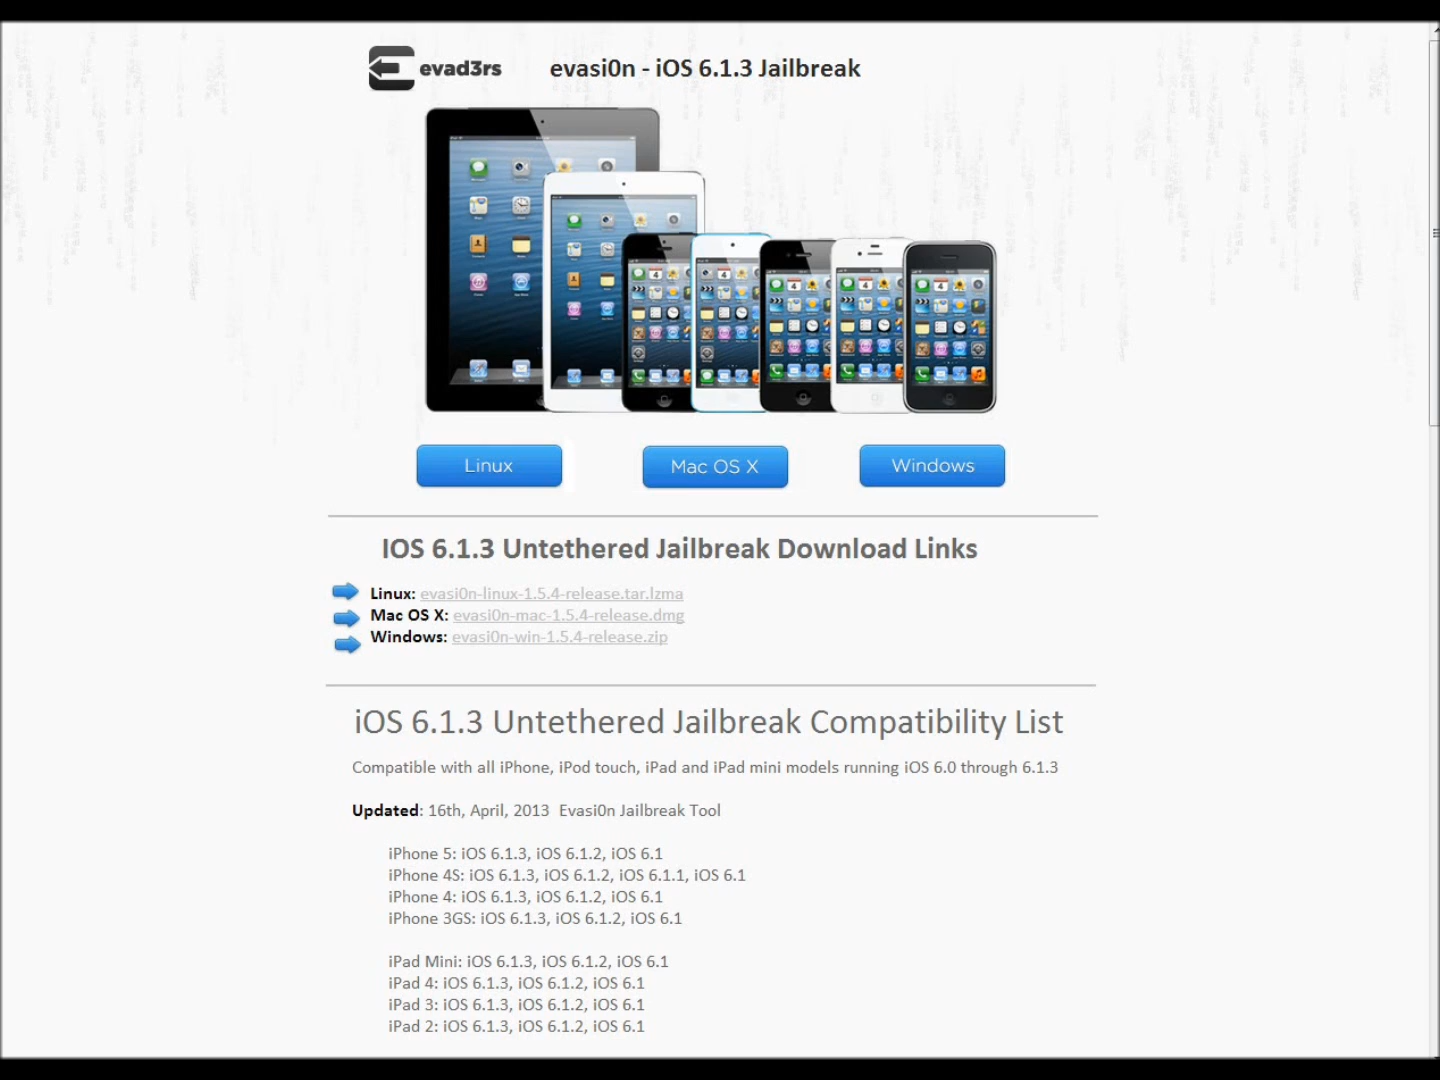 evad3rs
evasi0n - iOS 6.1.3 Jailbreak
Linux
Mac OS X
Windows
IOS 6.1.3 Untethered Jailbreak Download Links
Linux: evasi0n-linux-1.5.4-release.tar.lzma
Mac OS X: evasi0n-mac-1.5.4-release.dmg
Windows: evasi0n-win-1.5.4-release.zip
iOS 6.1.3 Untethered Jailbreak Compatibility List
Compatible with all iPhone, iPod touch, iPad and iPad mini models running iOS 6.0 through 6.1.3
Updated: 16th, April, 2013 Evasi0n Jailbreak Tool
iPhone 5: iOS 6.1.3, iOS 6.1.2, iOS 6.1
iPhone 4S: iOS 6.1.3, iOS 6.1.2, iOS 6.1.1, iOS 6.1
iPhone 4: iOS 6.1.3, iOS 6.1.2, iOS 6.1
iPhone 3GS: iOS 6.1.3, iOS 6.1.2, iOS 6.1
iPad Mini: iOS 6.1.3, iOS 6.1.2, iOS 6.1
iPad 4: iOS 6.1.3, iOS 6.1.2, iOS 6.1
iPad 3: iOS 6.1.3, iOS 6.1.2, iOS 6.1
iPad 2: iOS 6.1.3, iOS 6.1.2, iOS 6.1